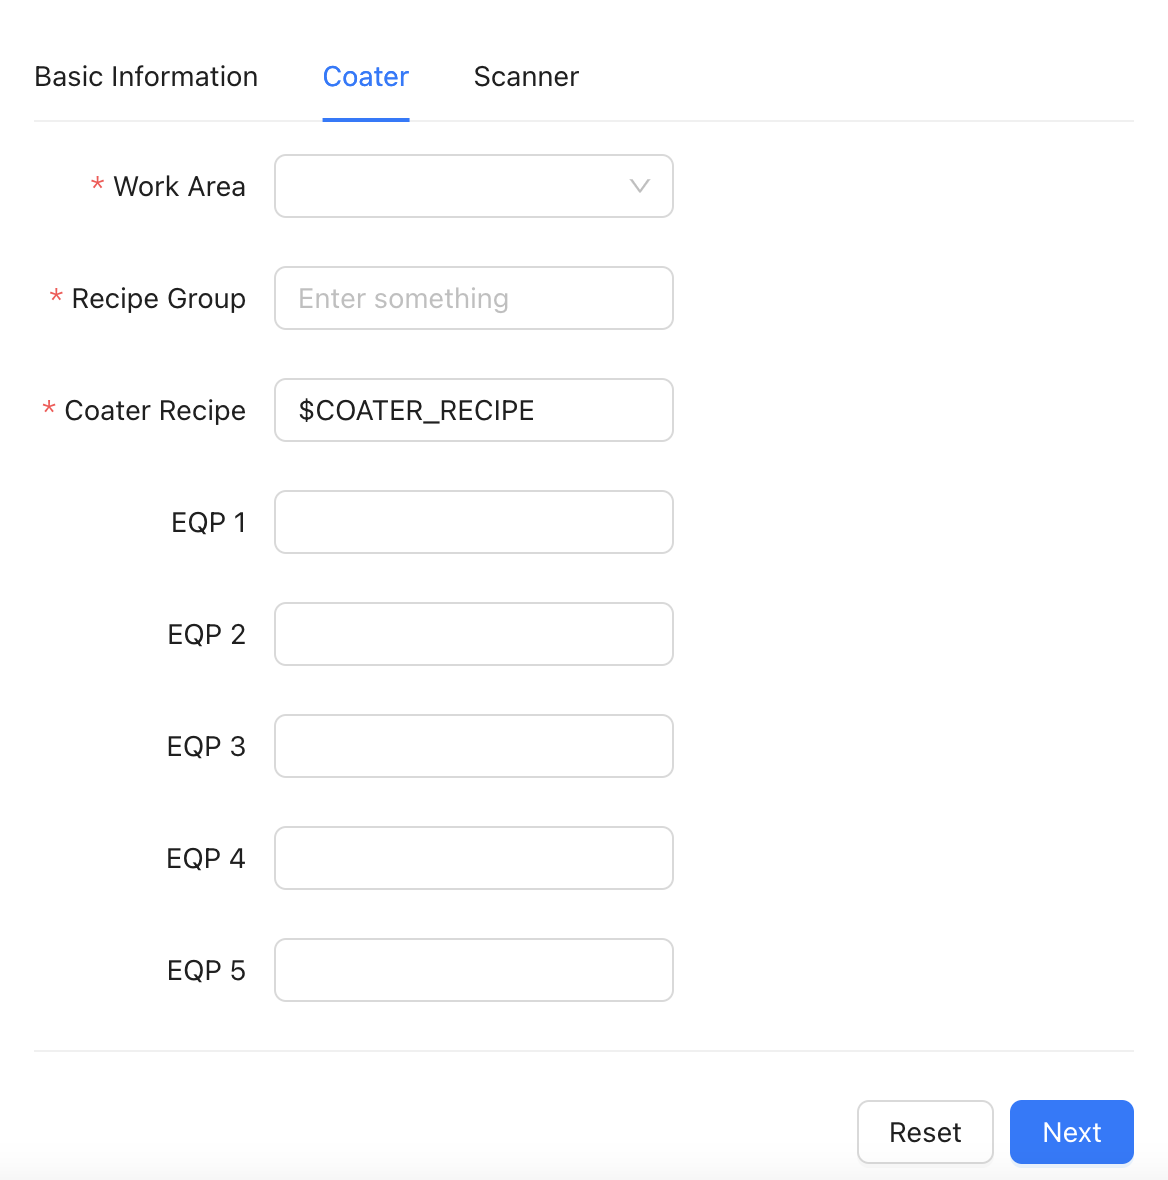 Basic Information Coater Scanner
* Work Area
* Recipe Group Enter something
* Coater Recipe $COATER_RECIPE
EQP 1
EQP 2
EQP 3
EQP 4
EQP 5
Reset Next